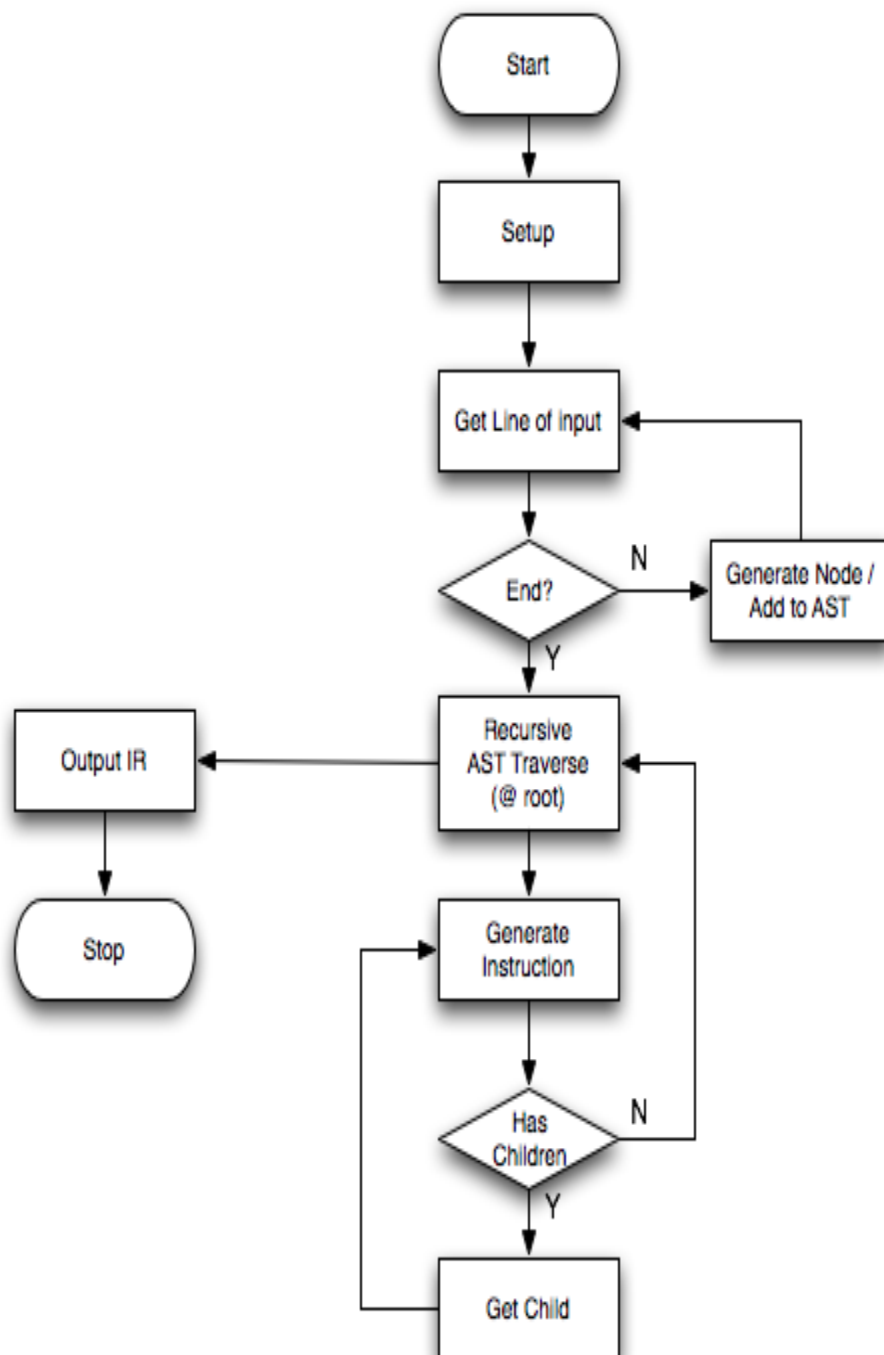 Start
Setup
Get Line of input
End?
N
Generate Node /
Add to AST
Y
Recursive
AST Traverse
(@ root)
Output IR
Stop
Generate
Instruction
Has
Children
N
Y
Get Child